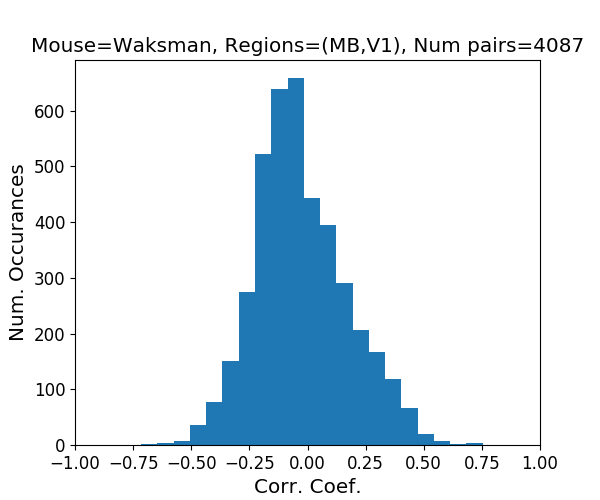 Mouse=Waksman, Regions=(MB,V1), Num pairs=4087
Num. Occurances
600
500
400
300
200
100
0
−1.00 −0.75 −0.50 −0.25 0.00 0.25 0.50 0.75 1.00
Corr. Coef.